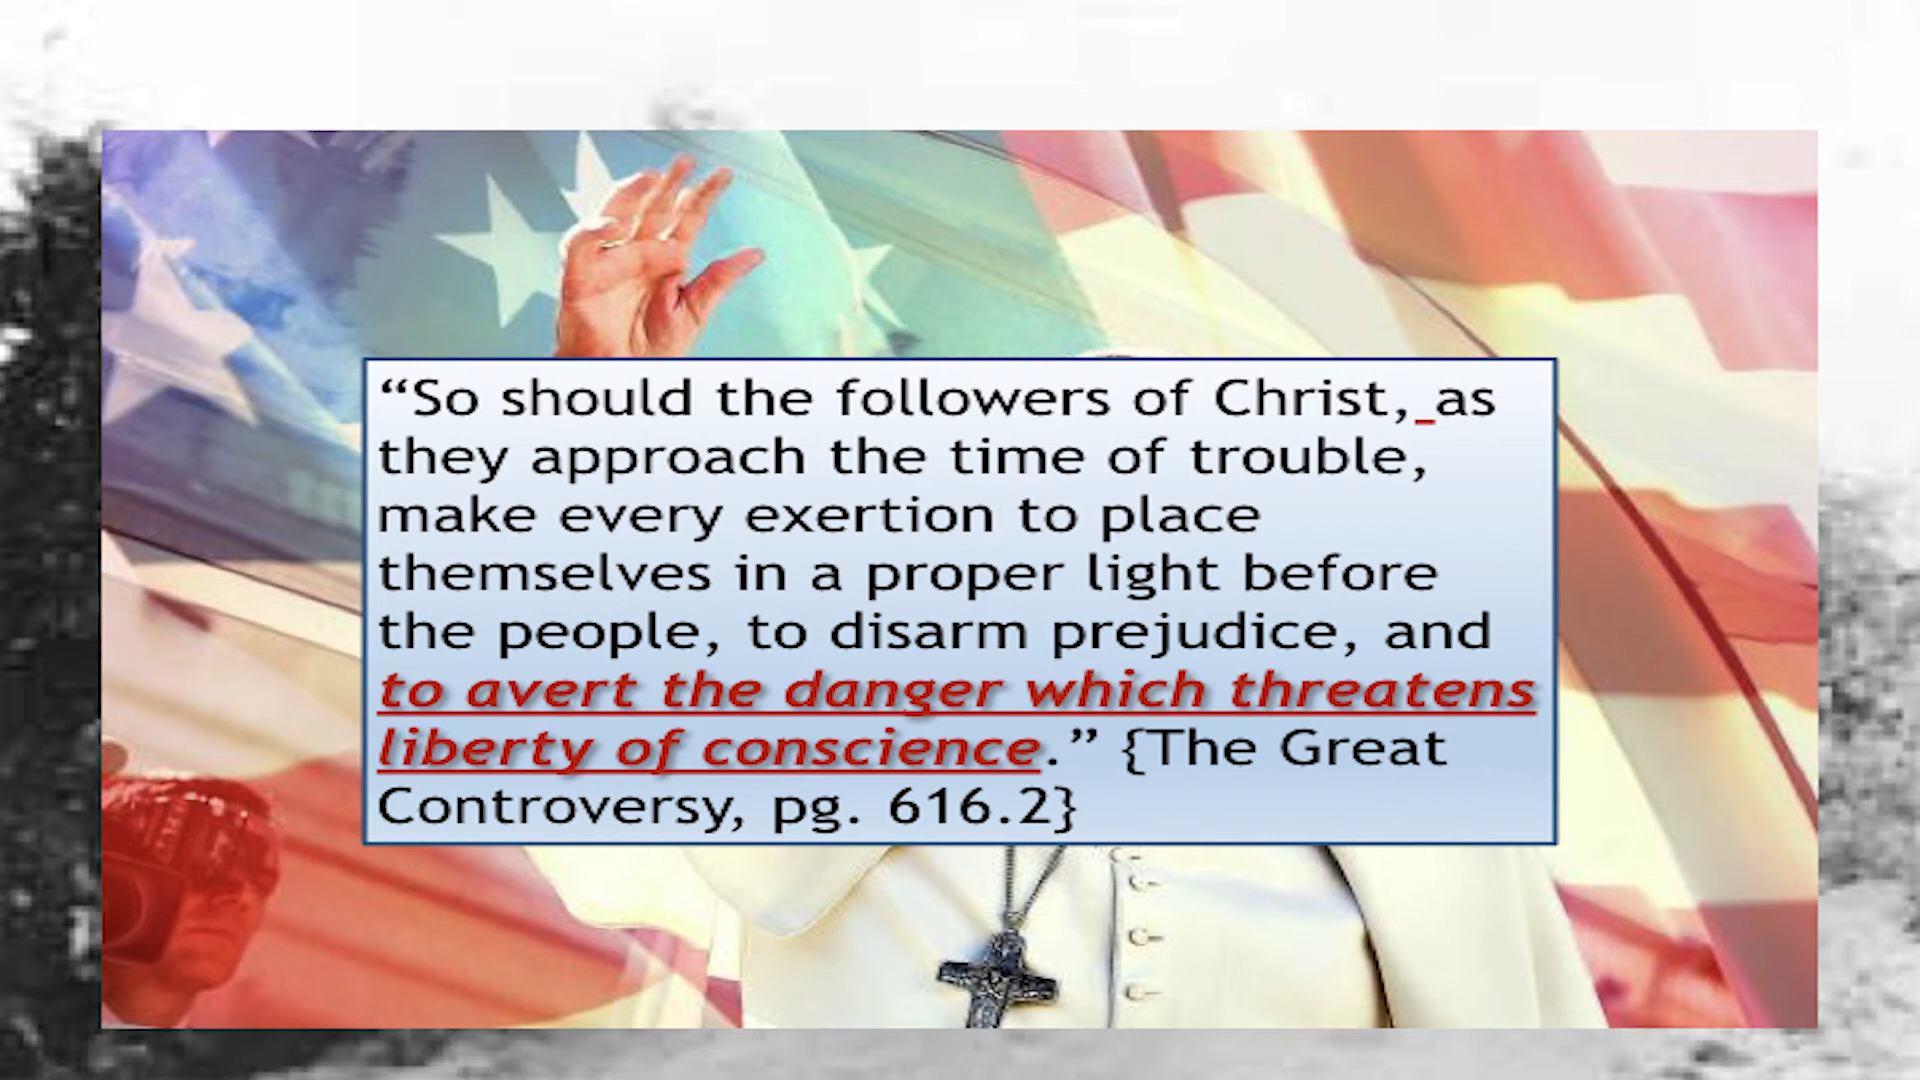 “So should the followers of Christ, as
they approach the time of trouble,
make every exertion to place
themselves in a proper light before
the people, to disarm prejudice, and
to avert the danger which threatens
liberty of conscience.” {The Great
Controversy, pg. 616.2}